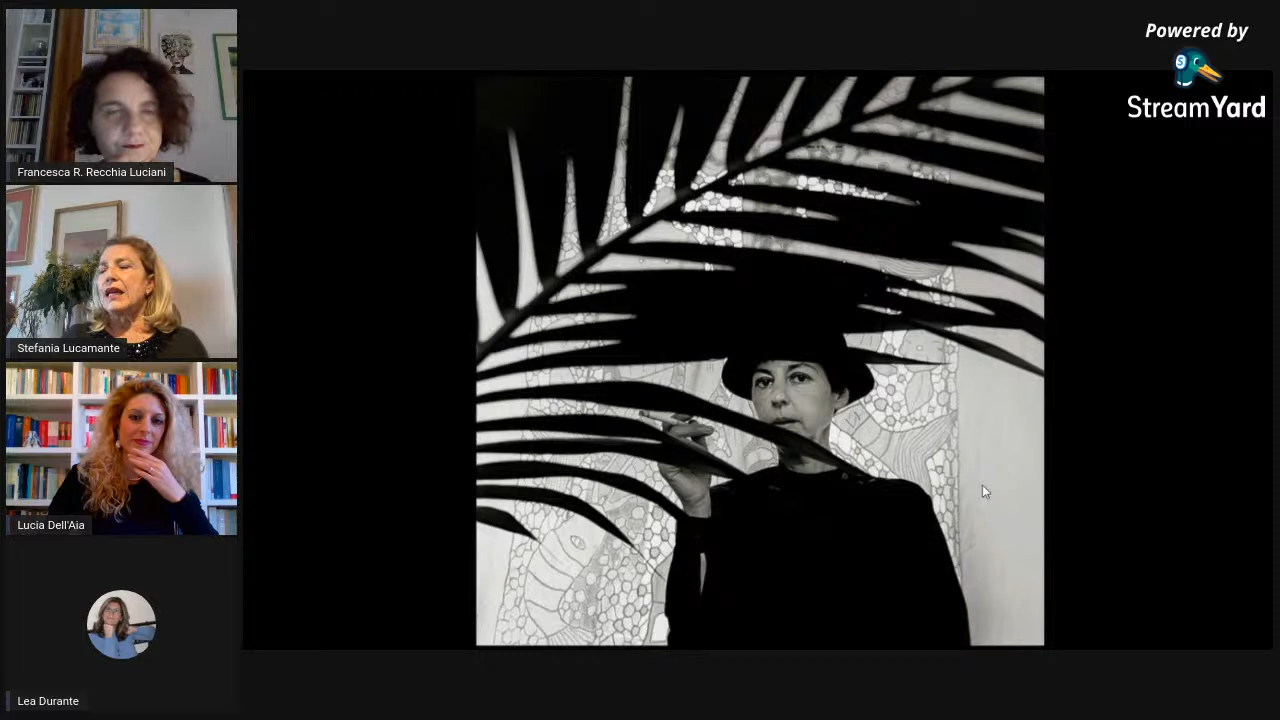 Francesca R. Recchia Luciani
Stefania Lucamante
Lucia Dell'Aia
Lea Durante
Powered by
StreamYard